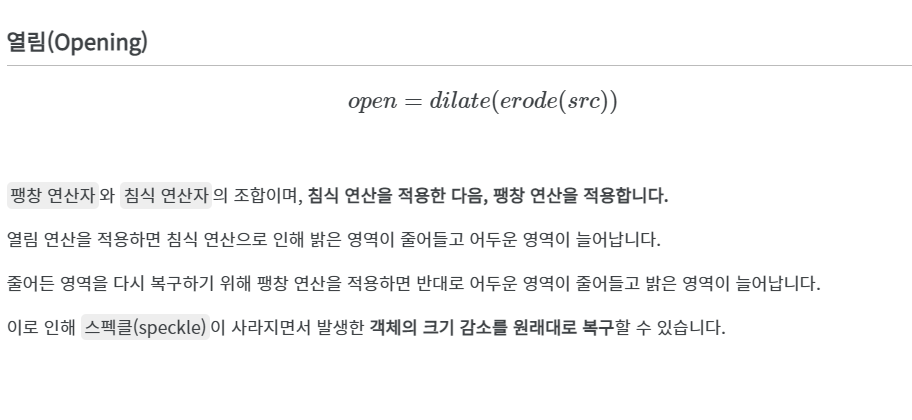 열림(Opening)
open = dilate(erode(src))
팽창 연산자와 침식 연산자의 조합이며, 침식 연산을 적용한 다음, 팽창 연산을 적용합니다.
열림 연산을 적용하면 침식 연산으로 인해 밝은 영역이 줄어들고 어두운 영역이 늘어납니다.
줄어든 영역을 다시 복구하기 위해 팽창 연산을 적용하면 반대로 어두운 영역이 줄어들고 밝은 영역이 늘어납니다.
이로 인해 스펙클(speckle)이 사라지면서 발생한 객체의 크기 감소를 원래대로 복구할 수 있습니다.